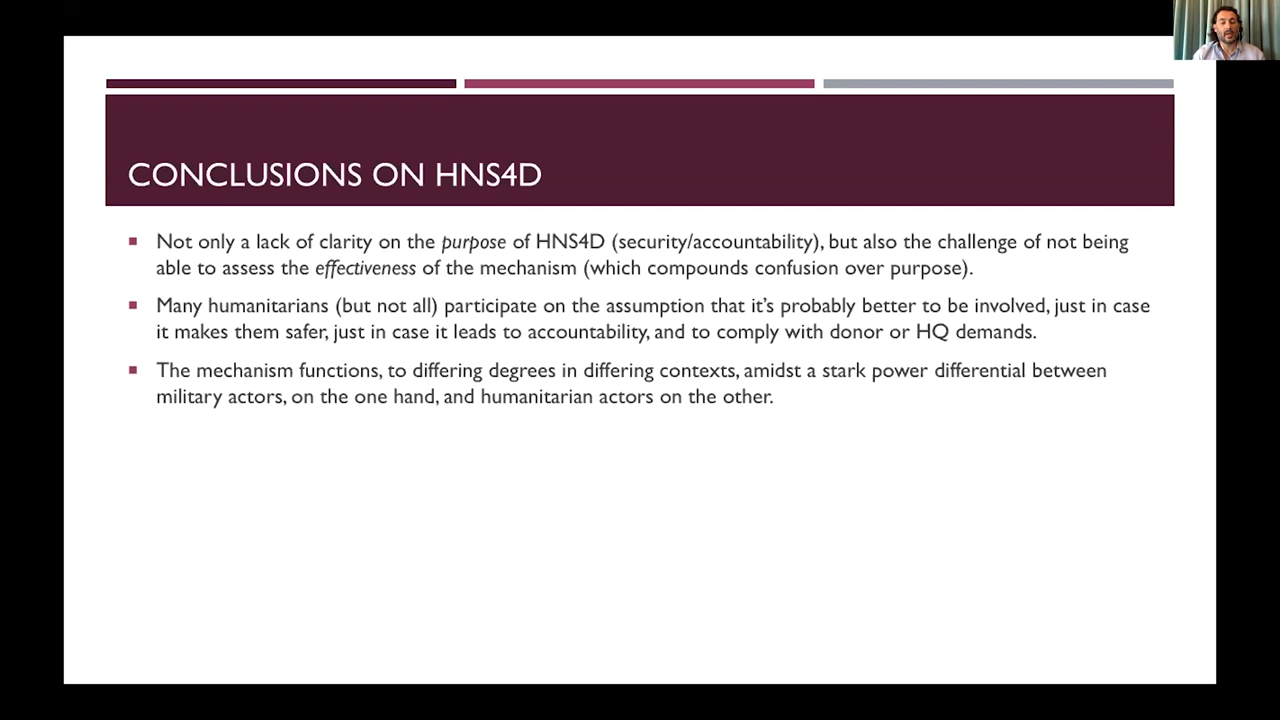 CONCLUSIONS ON HNS4D
Not only a lack of clarity on the purpose of HNS4D (security/accountability), but also the challenge of not being
able to assess the effectiveness of the mechanism (which compounds confusion over purpose).
Many humanitarians (but not all) participate on the assumption that it's probably better to be involved, just in case
it makes them safer, just in case it leads to accountability, and to comply with donor or HQ demands.
The mechanism functions, to differing degrees in differing contexts, amidst a stark power differential between
military actors, on the one hand, and humanitarian actors on the other.